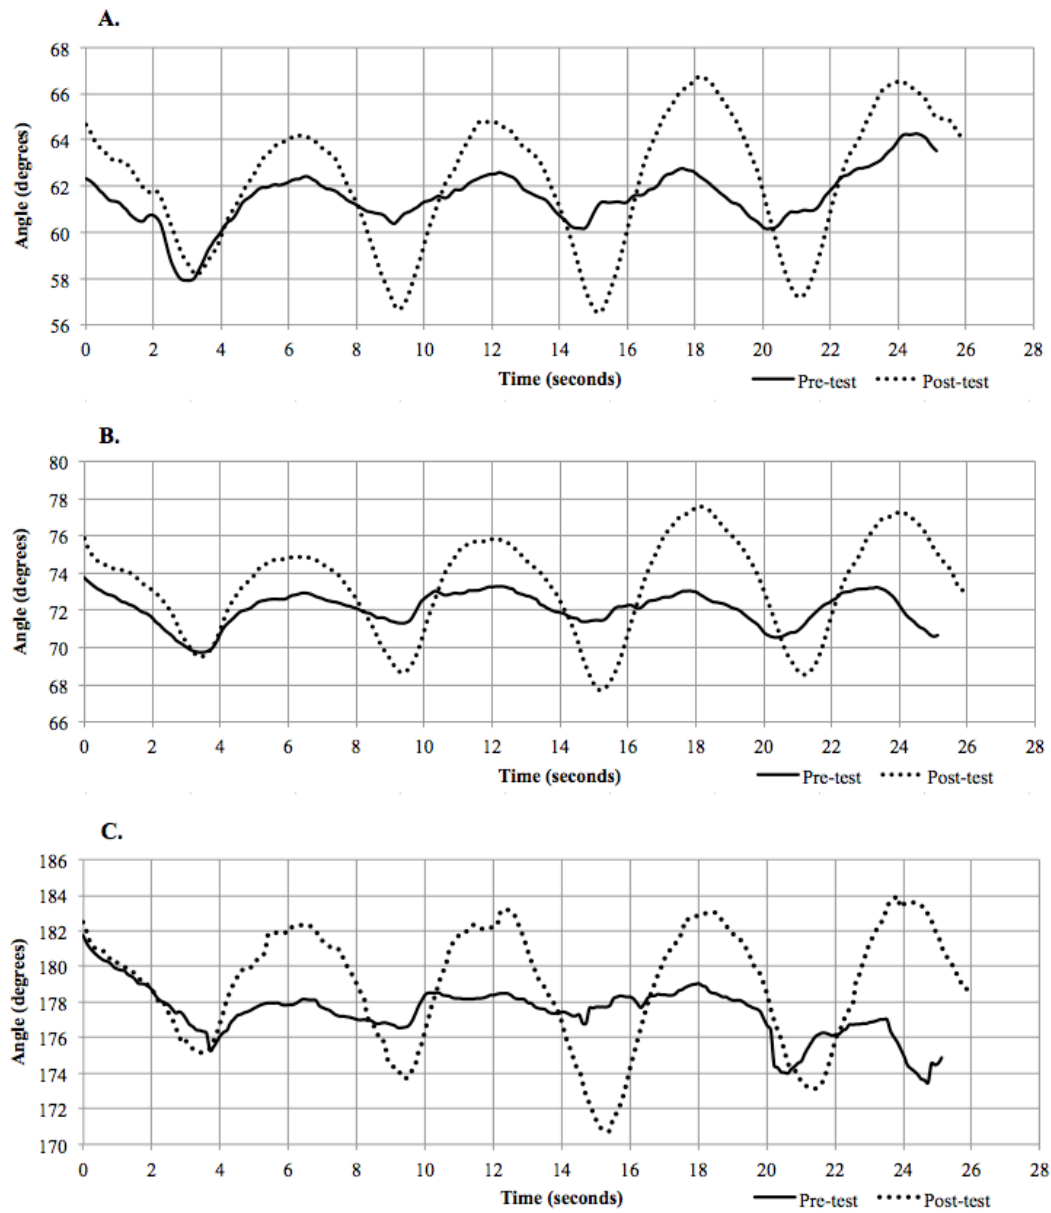 A.
68
66
64
62
60
58
56
Angle (degrees)
0 2 4 6 8 10 12 14 16 18 20 22 24 26 28
Time (seconds)
Pre-test Post-test
B.
80
78
76
74
72
70
68
66
Angle (degrees)
0 2 4 6 8 10 12 14 16 18 20 22 24 26 28
Time (seconds)
Pre-test Post-test
C.
186
184
182
180
178
176
174
172
170
Angle (degrees)
0 2 4 6 8 10 12 14 16 18 20 22 24 26 28
Time (seconds)
Pre-test Post-test